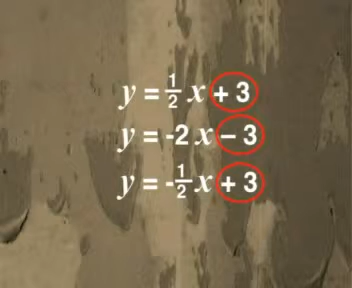 y = 1/2 x + 3
y = -2 x − 3
y = -1/2 x + 3